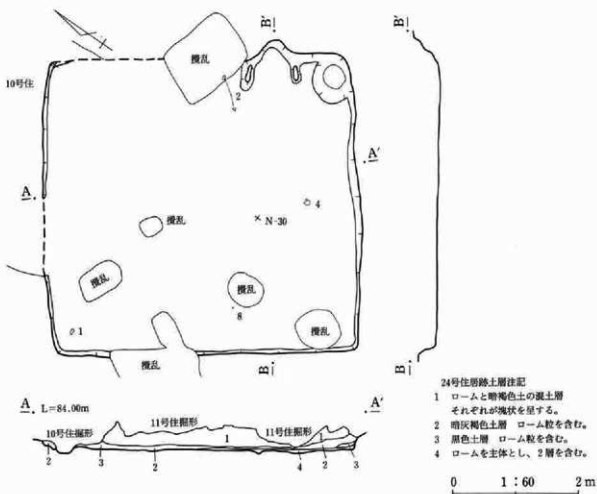 B′
B′
10号住
攪乱
2
A′
A
4
攪乱
N-30
攪乱
攪乱
8
攪乱
1
攪乱
B
B
A
L=84.00m
A′
10号住掘形
11号住掘形
11号住掘形
1
1
2
3
2
4
2
3
24号住居跡土層注記
1 ロームと暗褐色土の混土層
それぞれが塊状を呈する。
2 暗灰褐色土層 ローム粒を含む。
3 黒色土層 ローム粒を含む。
4 ロームを主体とし、2層を含む。
0 1:60 2m